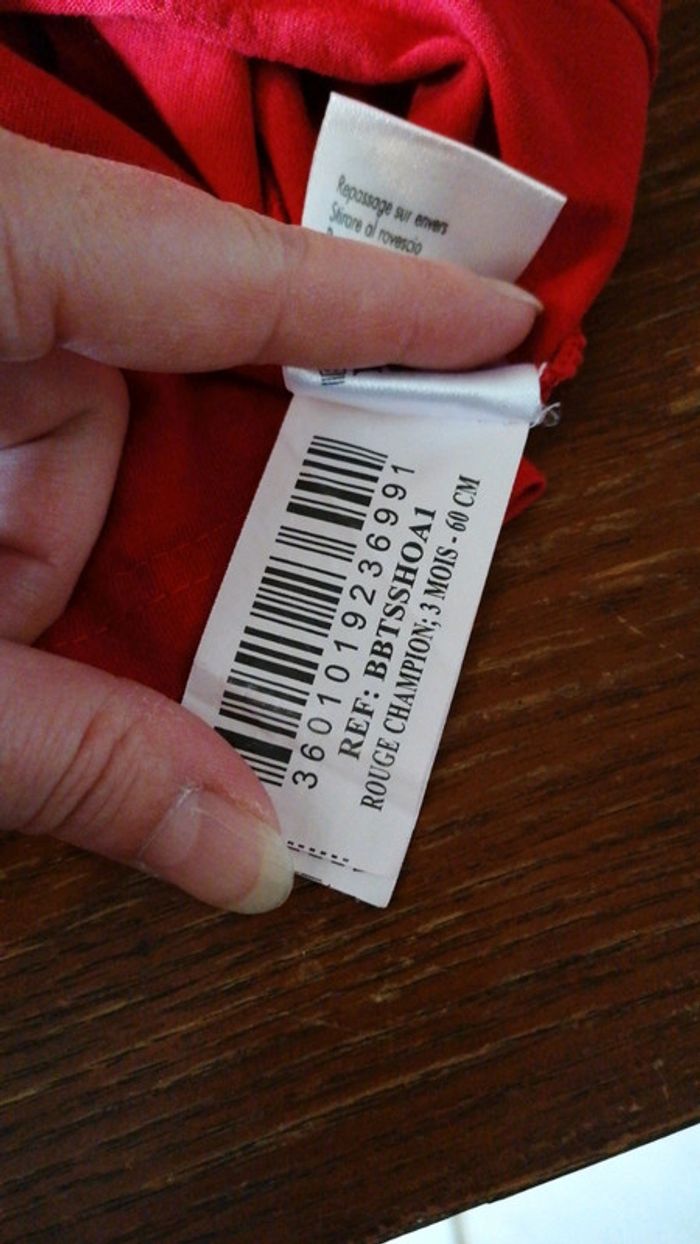 Repassage sur envers
Stirare al rovescio
3601019236991
REF: BBTSSHOA1
ROUGE CHAMPION; 3 MOIS - 60 CM